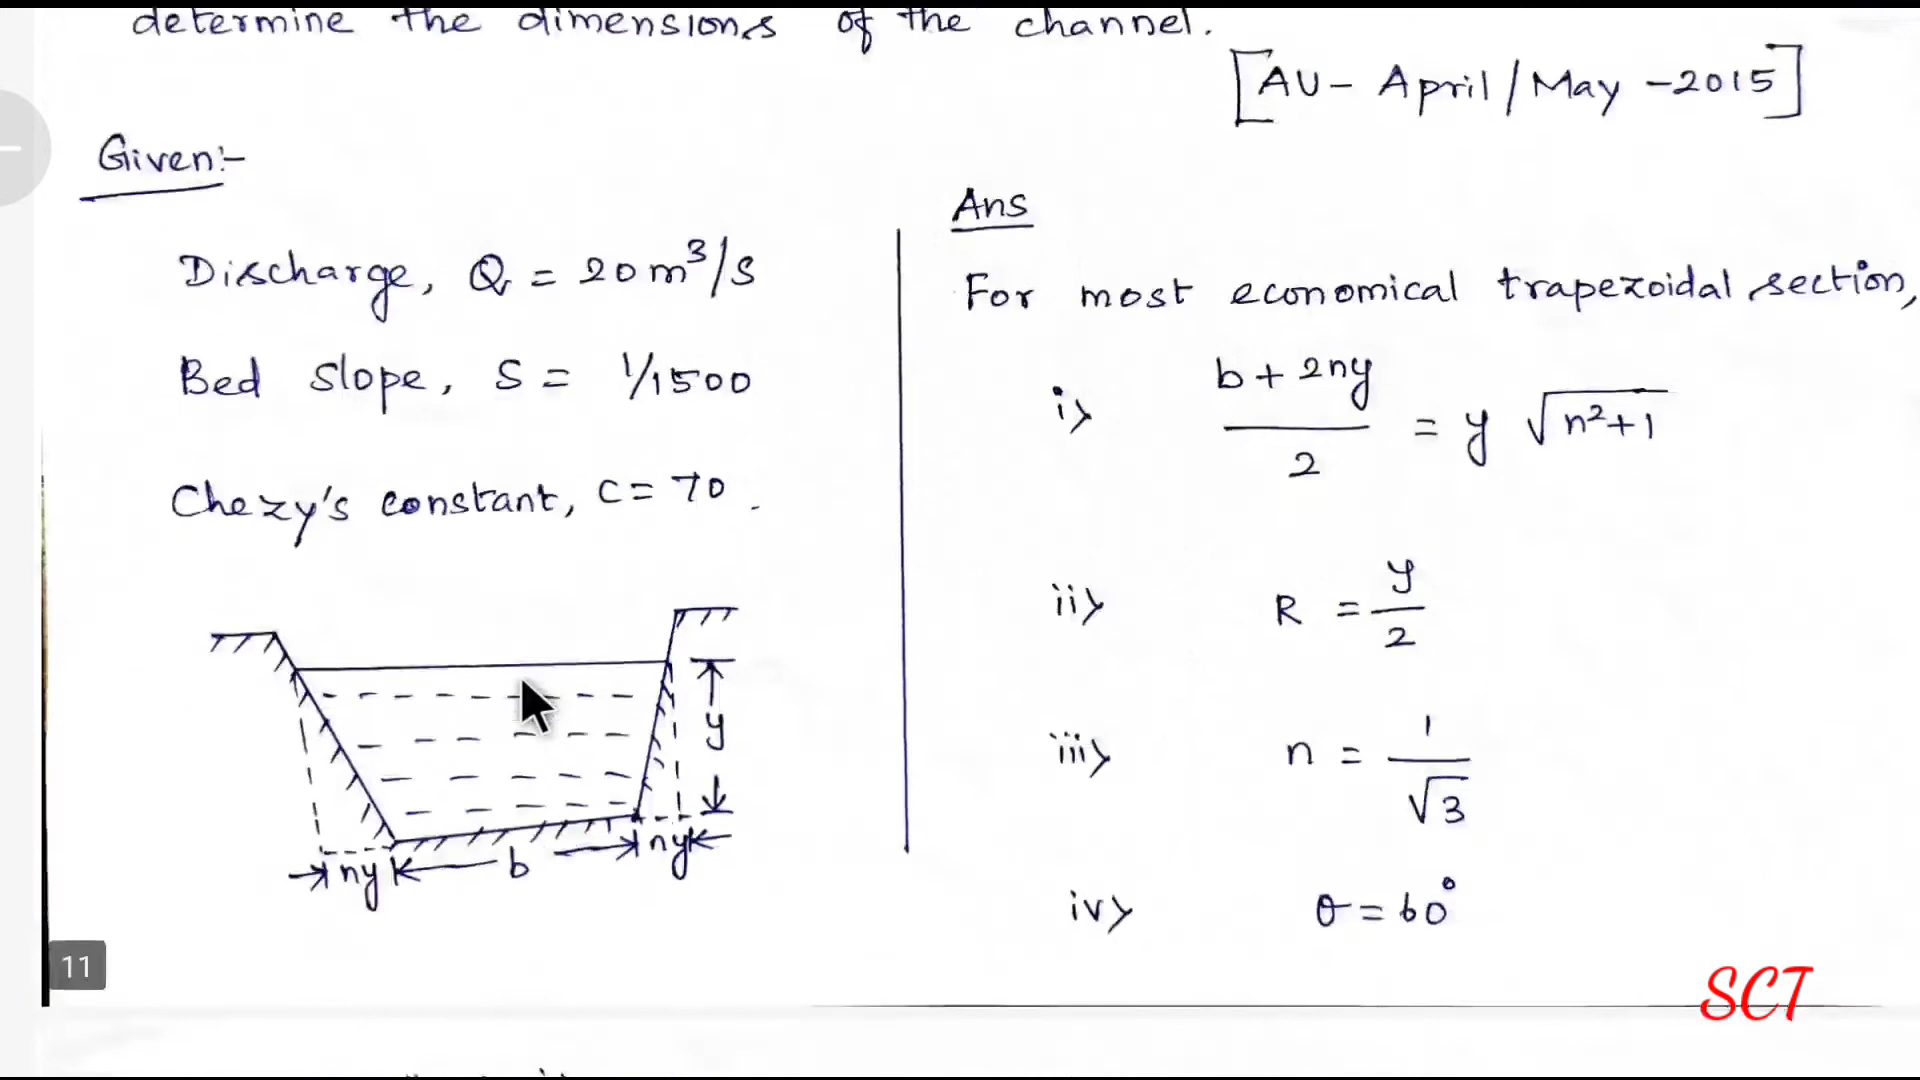 determine the dimensions of the channel.
[AU - April / May - 2015]
Given:-
Discharge, Q = 20 m³/s
Bed slope, S = 1/1500
Chezy's constant, C = 70.
y
ny b ny
Ans
For most economical trapezoidal section,
i) (b + 2ny)/2 = y √(n²+1)
ii) R = y/2
iii) n = 1/√3
iv) θ = 60°
11
SCT